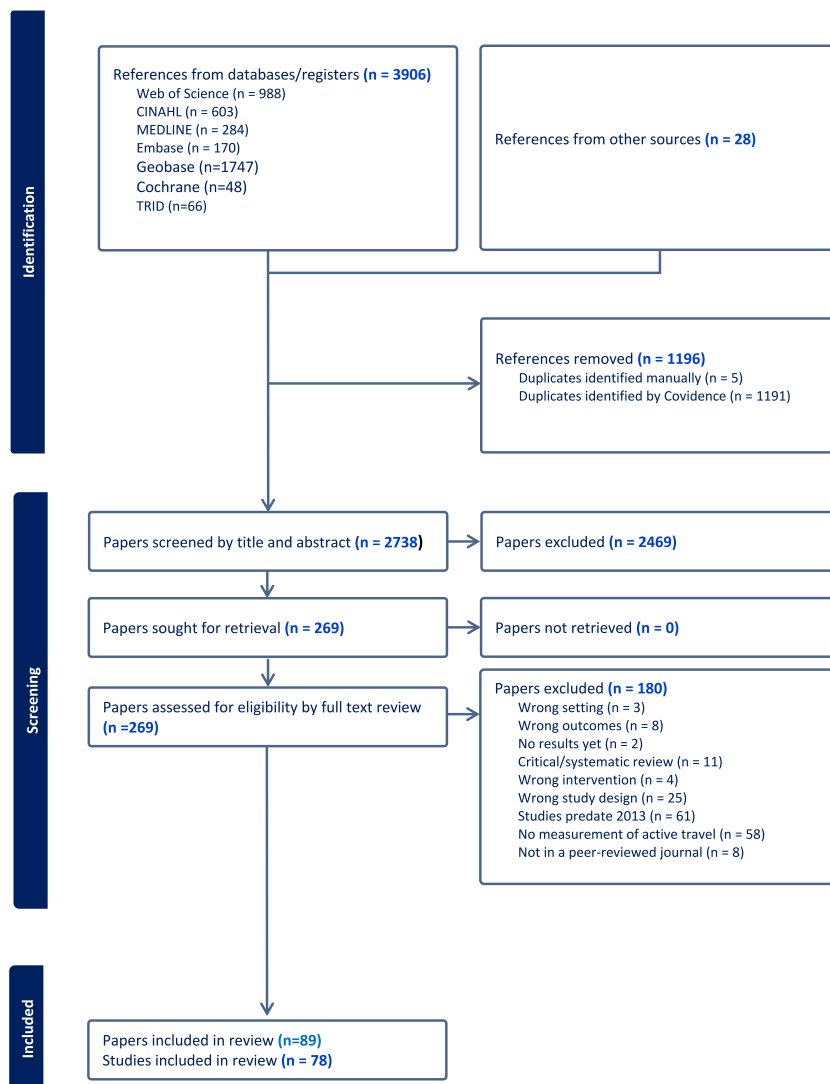 Identification
References from databases/registers (n = 3906)
Web of Science (n = 988)
CINAHL (n = 603)
MEDLINE (n = 284)
Embase (n = 170)
Geobase (n=1747)
Cochrane (n=48)
TRID (n=66)
References from other sources (n = 28)
References removed (n = 1196)
Duplicates identified manually (n = 5)
Duplicates identified by Covidence (n = 1191)
Screening
Papers screened by title and abstract (n = 2738)
Papers excluded (n = 2469)
Papers sought for retrieval (n = 269)
Papers not retrieved (n = 0)
Papers assessed for eligibility by full text review
(n =269)
Papers excluded (n = 180)
Wrong setting (n = 3)
Wrong outcomes (n = 8)
No results yet (n = 2)
Critical/systematic review (n = 11)
Wrong intervention (n = 4)
Wrong study design (n = 25)
Studies predate 2013 (n = 61)
No measurement of active travel (n = 58)
Not in a peer-reviewed journal (n = 8)
Included
Papers included in review (n=89)
Studies included in review (n = 78)